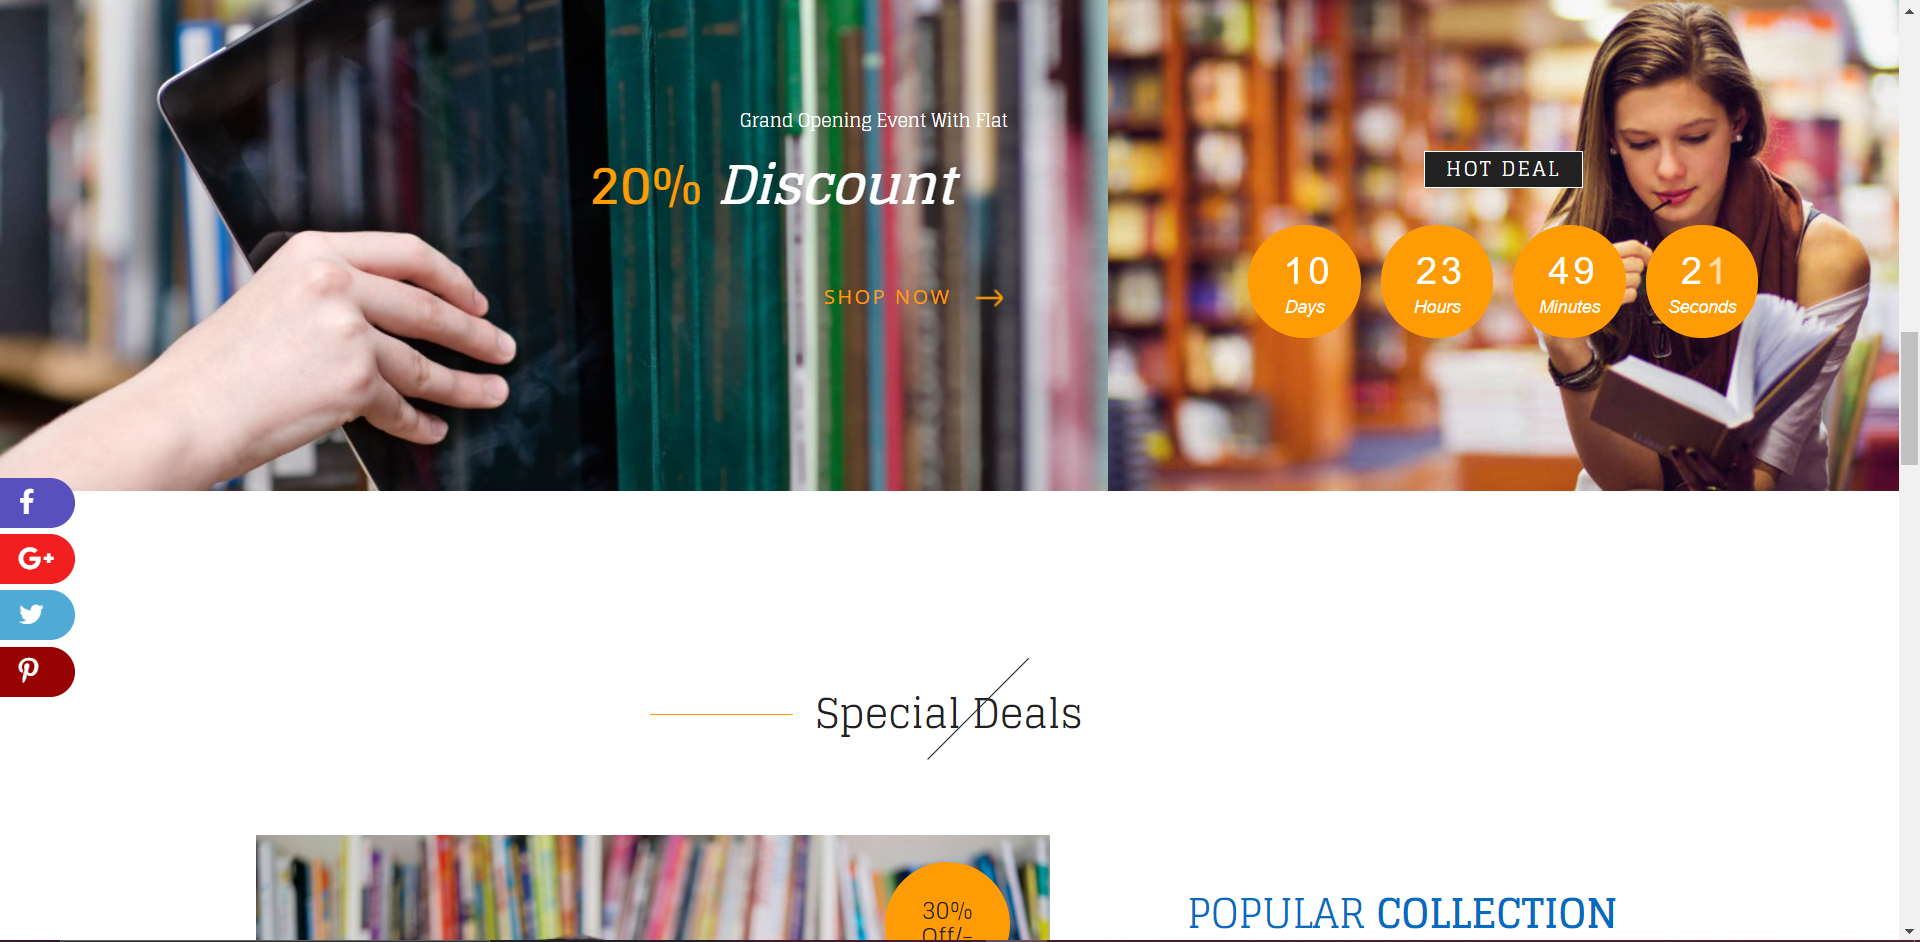 Grand Opening Event With Flat
20% Discount
SHOP NOW
HOT DEAL
10 23 49 21
Days Hours Minutes Seconds
G+
Special Deals
30%
Off/-
POPULAR COLLECTION